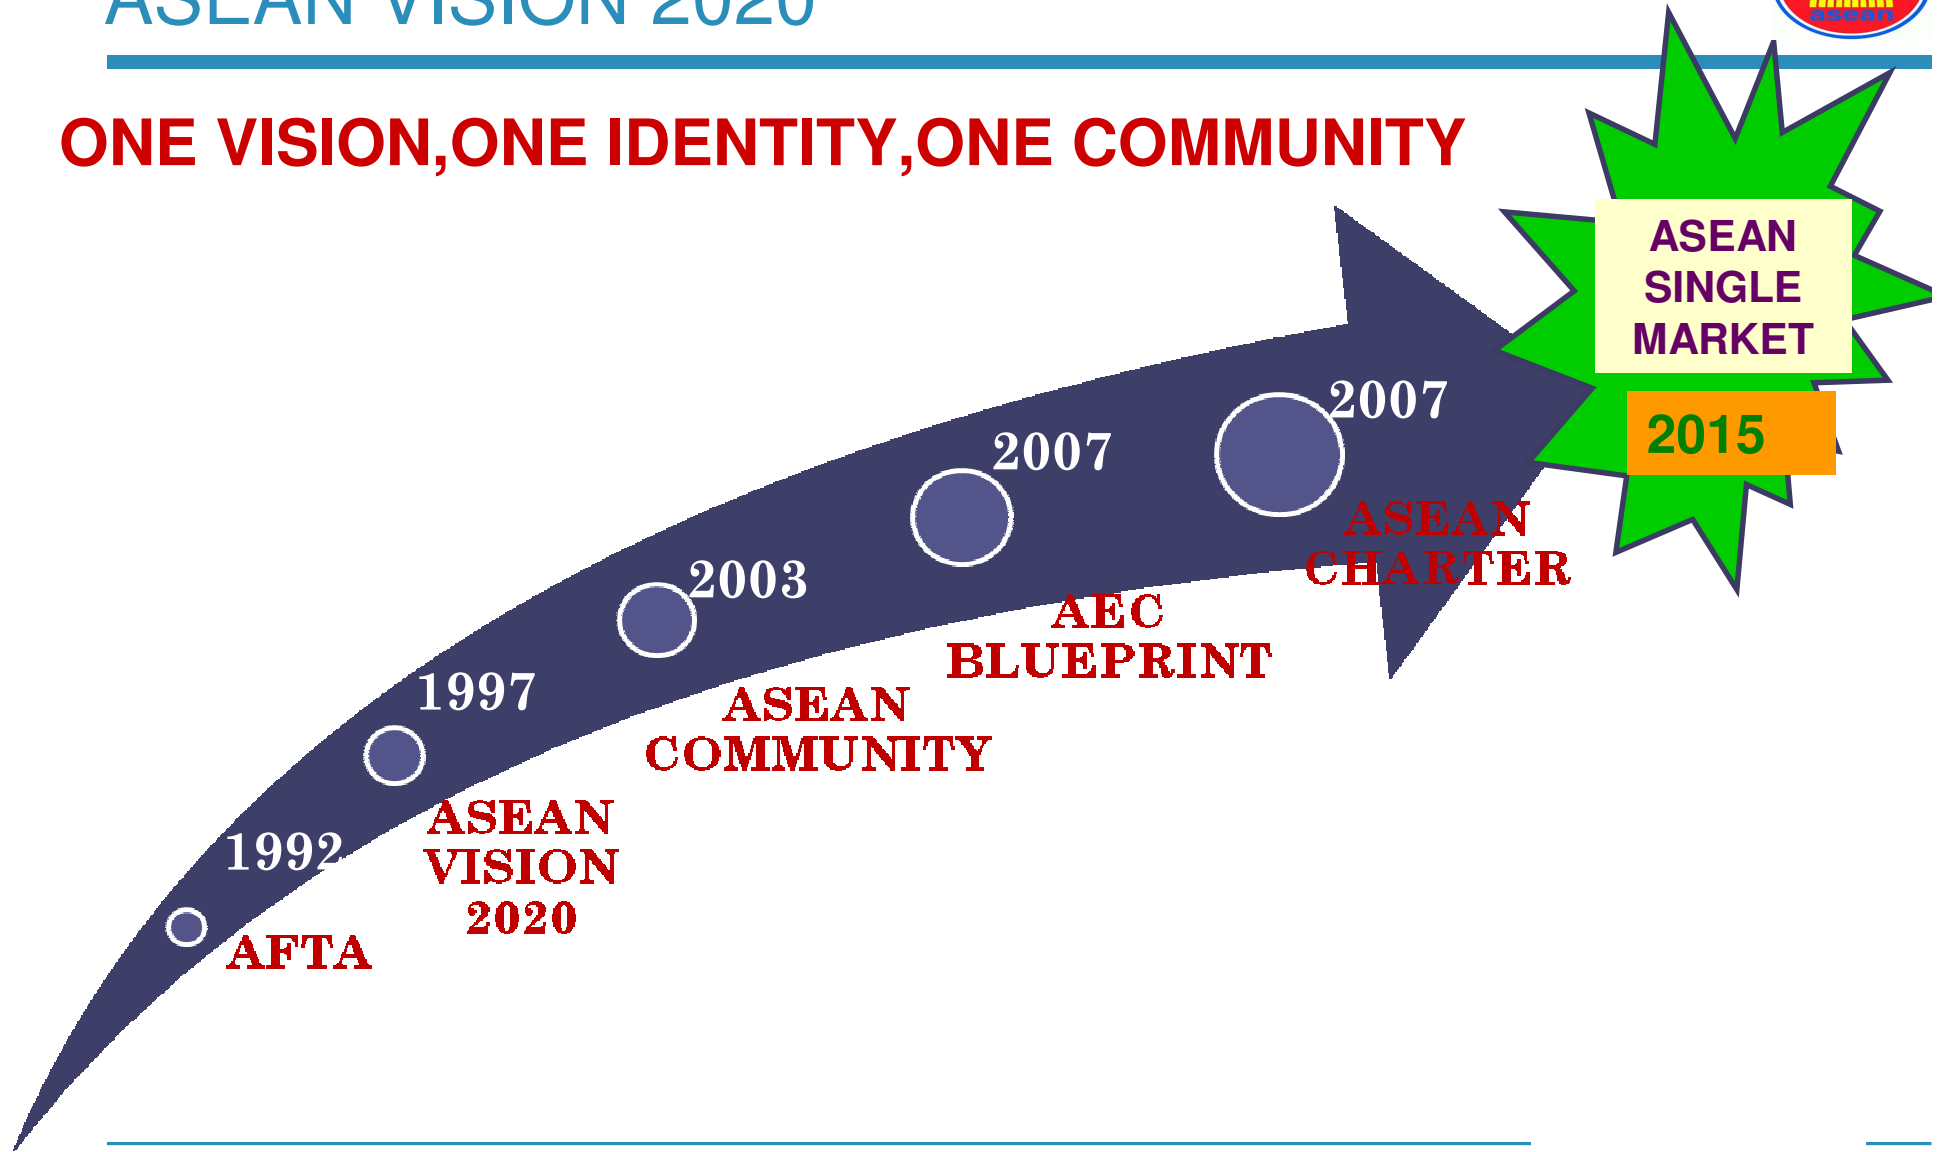 ASEAN VISION 2020
asean
ONE VISION,ONE IDENTITY,ONE COMMUNITY
ASEAN
SINGLE
MARKET
2015
2007
ASEAN
CHARTER
2007
AEC
BLUEPRINT
2003
ASEAN
COMMUNITY
1997
ASEAN
VISION
2020
1992
AFTA